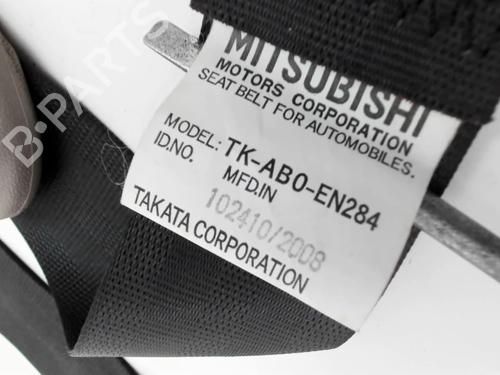 MITSUBISHI
MOTORS CORPORATION
SEAT BELT FOR AUTOMOBILES.
MODEL: TK-AB0-EN284
ID.NO.
MFD.IN
102410/2008
TAKATA CORPORATION
B-PARTS